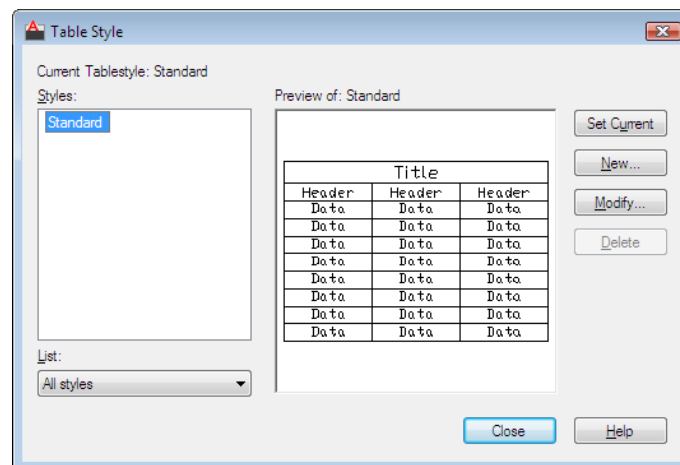 Table Style
Current Tablestyle: Standard
Styles:
Standard
Preview of: Standard
Title
Header Header Header
Data Data Data
Data Data Data
Data Data Data
Data Data Data
Data Data Data
Data Data Data
Data Data Data
Data Data Data
Set Current
New...
Modify...
Delete
List:
All styles
Close
Help